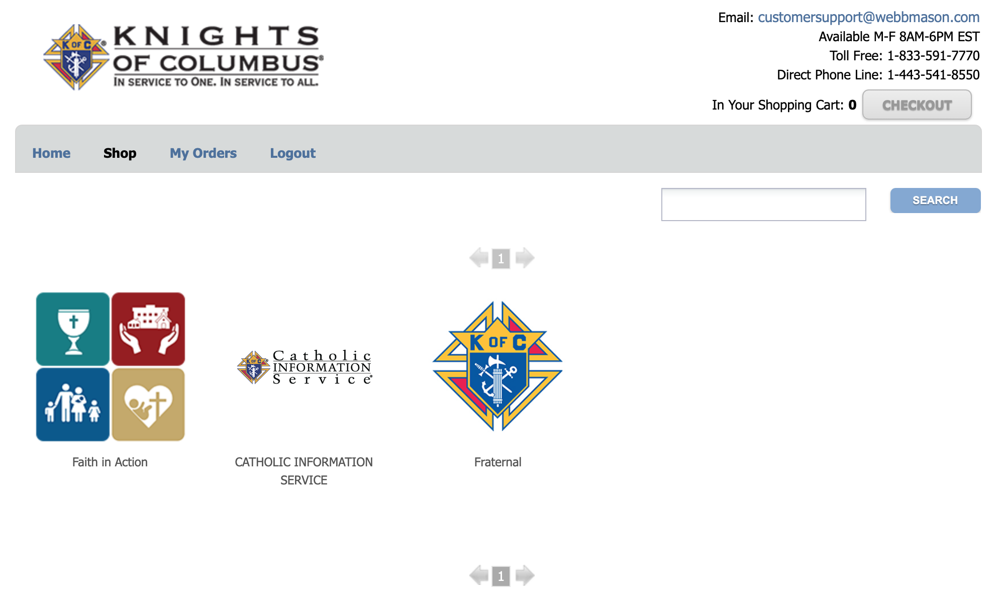 K OF C®
KNIGHTS
OF COLUMBUS®
IN SERVICE TO ONE. IN SERVICE TO ALL.
Email: customersupport@webbmason.com
Available M-F 8AM-6PM EST
Toll Free: 1-833-591-7770
Direct Phone Line: 1-443-541-8550
In Your Shopping Cart: 0 CHECKOUT
Home Shop My Orders Logout
SEARCH
1
K OF C®
Catholic
INFORMATION
Service®
K OF C
Faith in Action
CATHOLIC INFORMATION
SERVICE
Fraternal
1